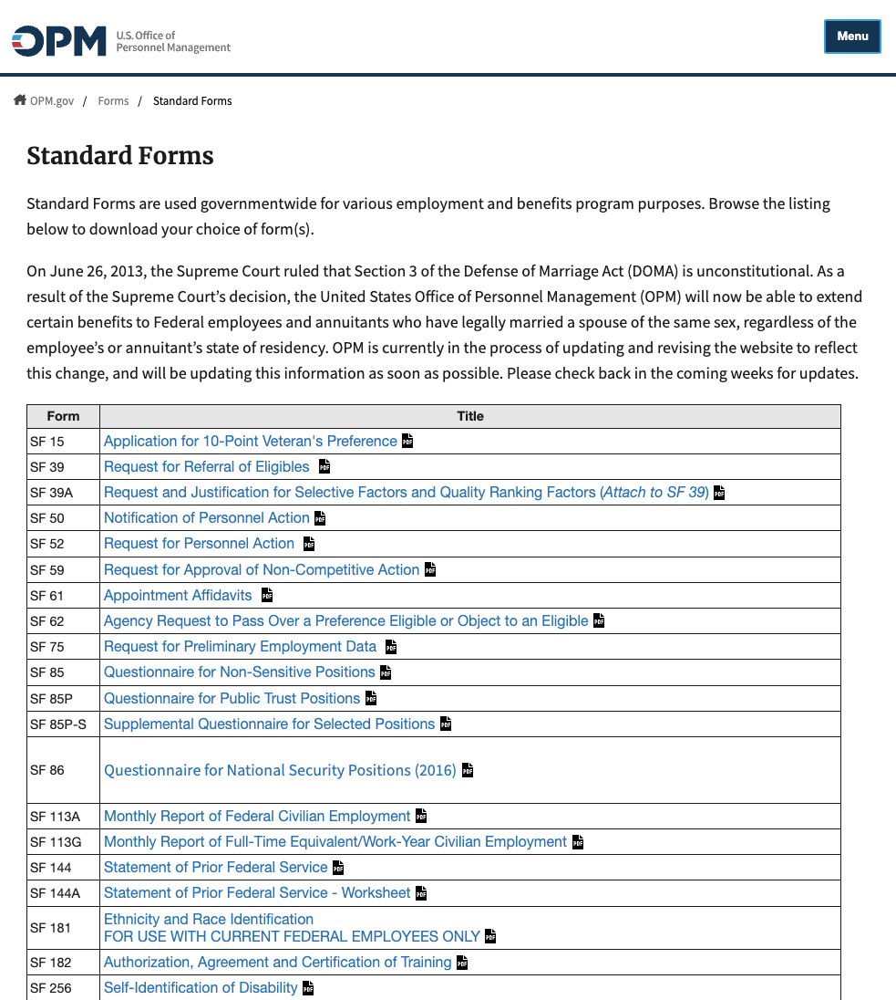 OPM U.S. Office of
Personnel Management
Menu
OPM.gov / Forms / Standard Forms
Standard Forms
Standard Forms are used governmentwide for various employment and benefits program purposes. Browse the listing
below to download your choice of form(s).
On June 26, 2013, the Supreme Court ruled that Section 3 of the Defense of Marriage Act (DOMA) is unconstitutional. As a
result of the Supreme Court’s decision, the United States Office of Personnel Management (OPM) will now be able to extend
certain benefits to Federal employees and annuitants who have legally married a spouse of the same sex, regardless of the
employee’s or annuitant’s state of residency. OPM is currently in the process of updating and revising the website to reflect
this change, and will be updating this information as soon as possible. Please check back in the coming weeks for updates.
Form Title
SF 15 Application for 10-Point Veteran's Preference PDF
SF 39 Request for Referral of Eligibles PDF
SF 39A Request and Justification for Selective Factors and Quality Ranking Factors (Attach to SF 39) PDF
SF 50 Notification of Personnel Action PDF
SF 52 Request for Personnel Action PDF
SF 59 Request for Approval of Non-Competitive Action PDF
SF 61 Appointment Affidavits PDF
SF 62 Agency Request to Pass Over a Preference Eligible or Object to an Eligible PDF
SF 75 Request for Preliminary Employment Data PDF
SF 85 Questionnaire for Non-Sensitive Positions PDF
SF 85P Questionnaire for Public Trust Positions PDF
SF 85P-S Supplemental Questionnaire for Selected Positions PDF
SF 86 Questionnaire for National Security Positions (2016) PDF
SF 113A Monthly Report of Federal Civilian Employment PDF
SF 113G Monthly Report of Full-Time Equivalent/Work-Year Civilian Employment PDF
SF 144 Statement of Prior Federal Service PDF
SF 144A Statement of Prior Federal Service - Worksheet PDF
SF 181 Ethnicity and Race Identification
FOR USE WITH CURRENT FEDERAL EMPLOYEES ONLY PDF
SF 182 Authorization, Agreement and Certification of Training PDF
SF 256 Self-Identification of Disability PDF